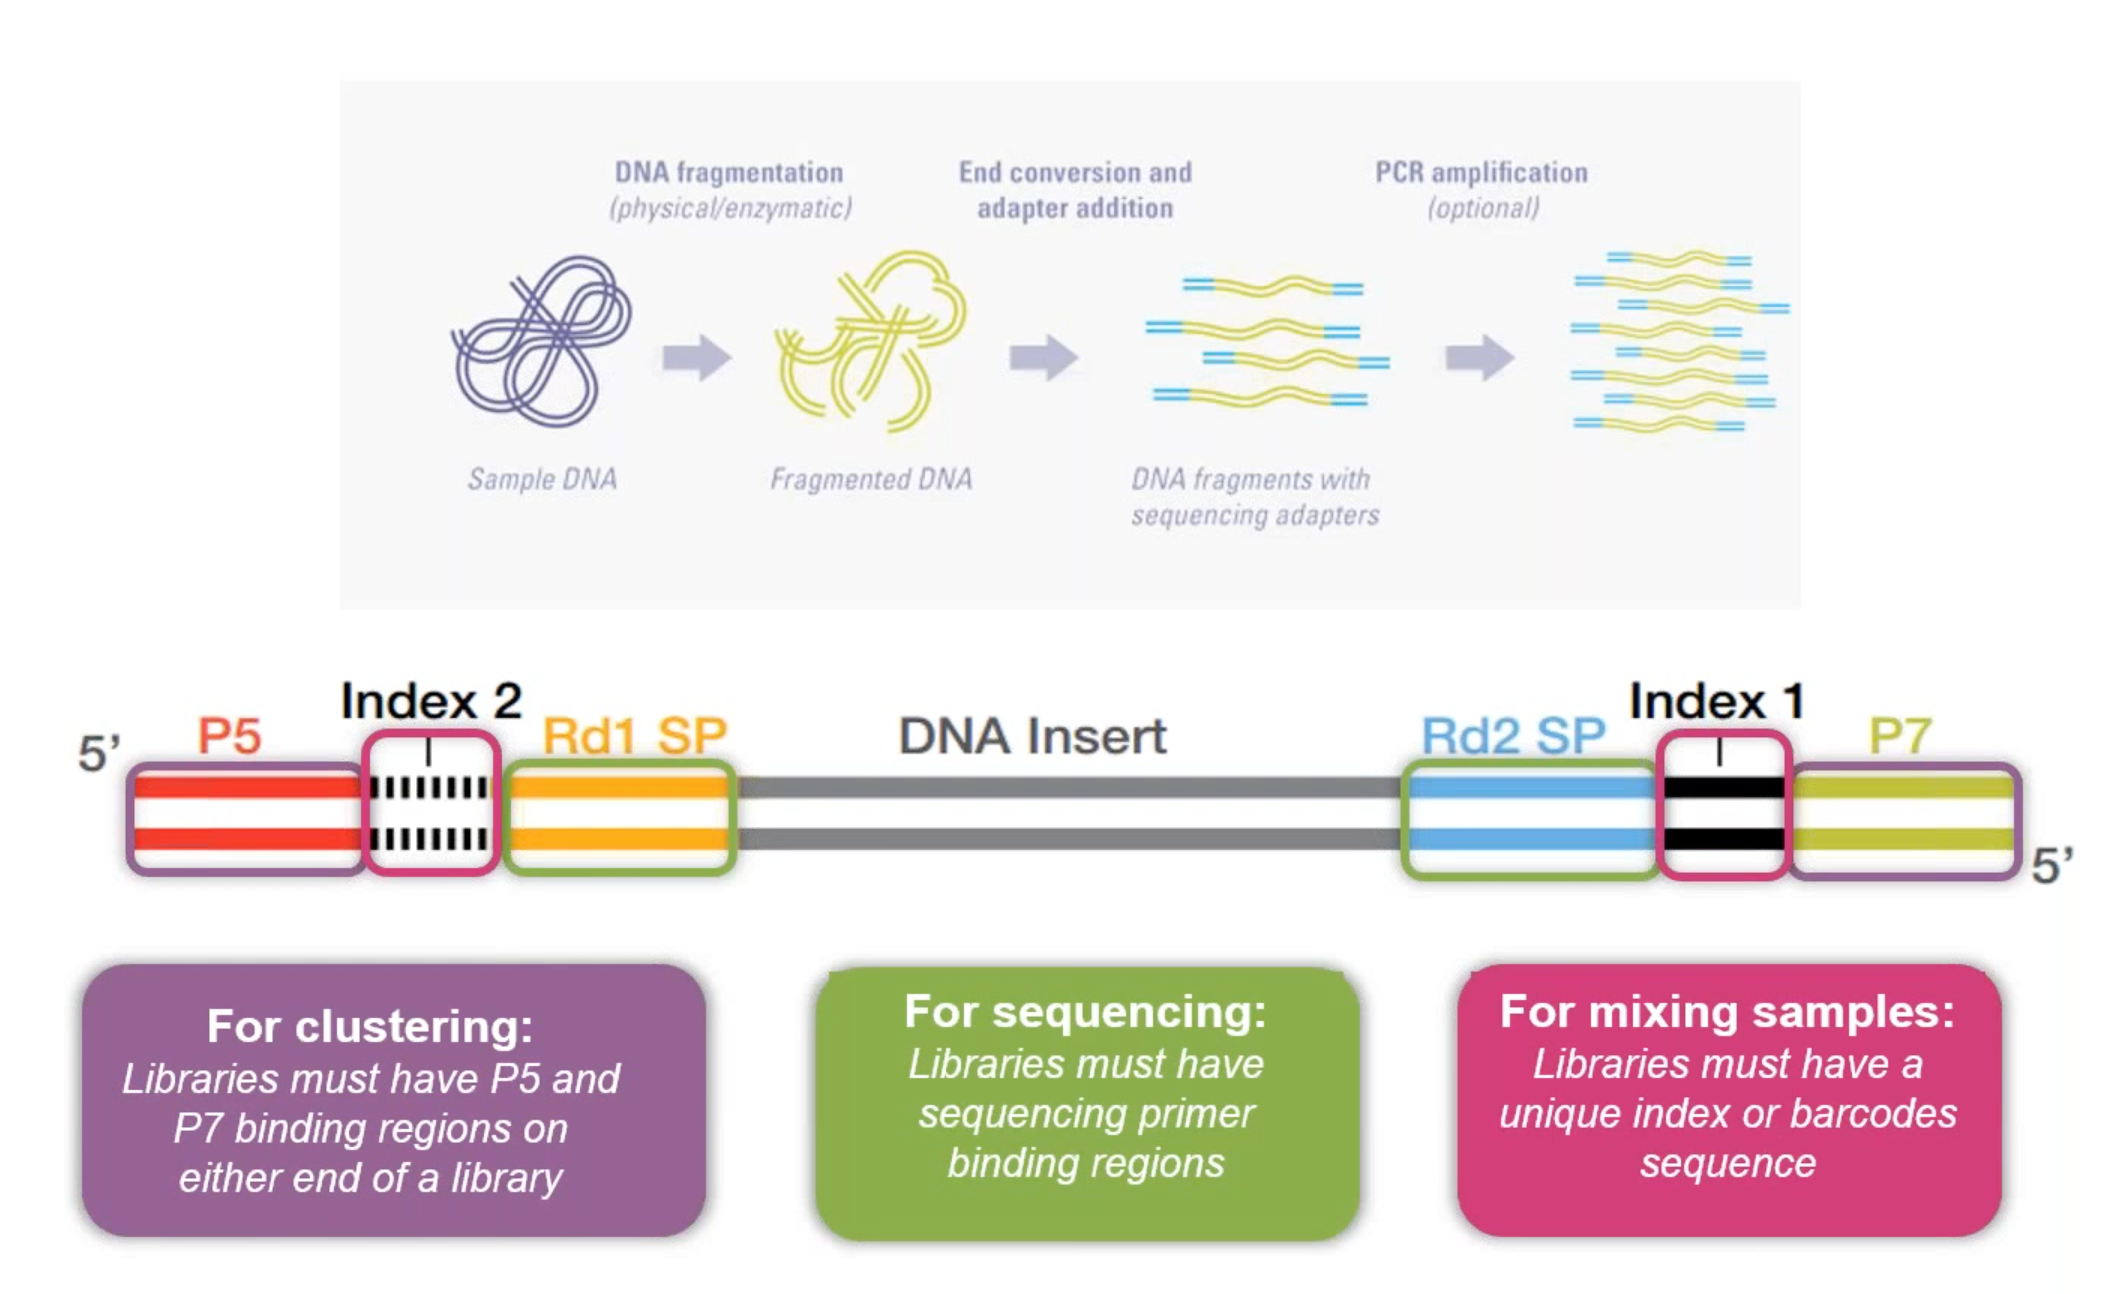 DNA fragmentation
(physical/enzymatic)
End conversion and
adapter addition
PCR amplification
(optional)
Sample DNA
Fragmented DNA
DNA fragments with
sequencing adapters
5’
P5
Index 2
Rd1 SP
DNA Insert
Rd2 SP
Index 1
P7
5’
For clustering:
Libraries must have P5 and
P7 binding regions on
either end of a library
For sequencing:
Libraries must have
sequencing primer
binding regions
For mixing samples:
Libraries must have a
unique index or barcodes
sequence